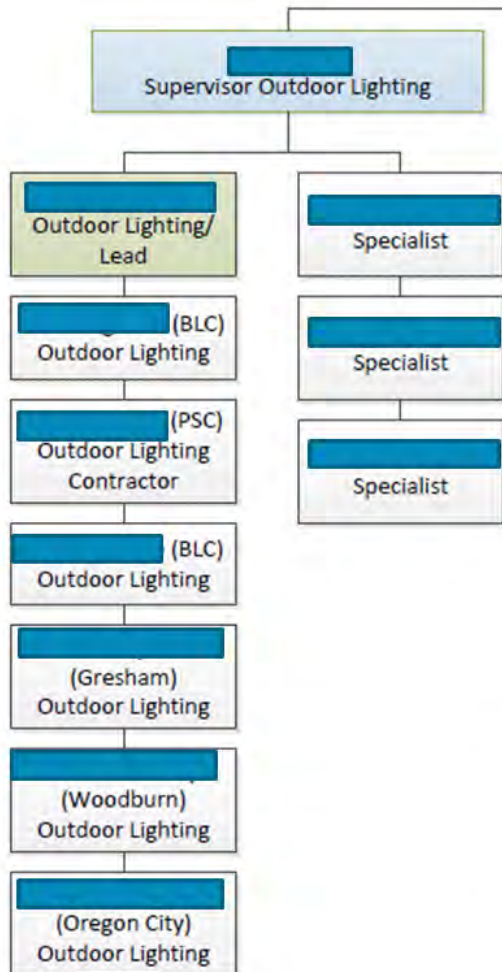 Supervisor Outdoor Lighting
Outdoor Lighting/
Lead
(BLC)
Outdoor Lighting
(PSC)
Outdoor Lighting
Contractor
(BLC)
Outdoor Lighting
(Gresham)
Outdoor Lighting
(Woodburn)
Outdoor Lighting
(Oregon City)
Outdoor Lighting
Specialist
Specialist
Specialist